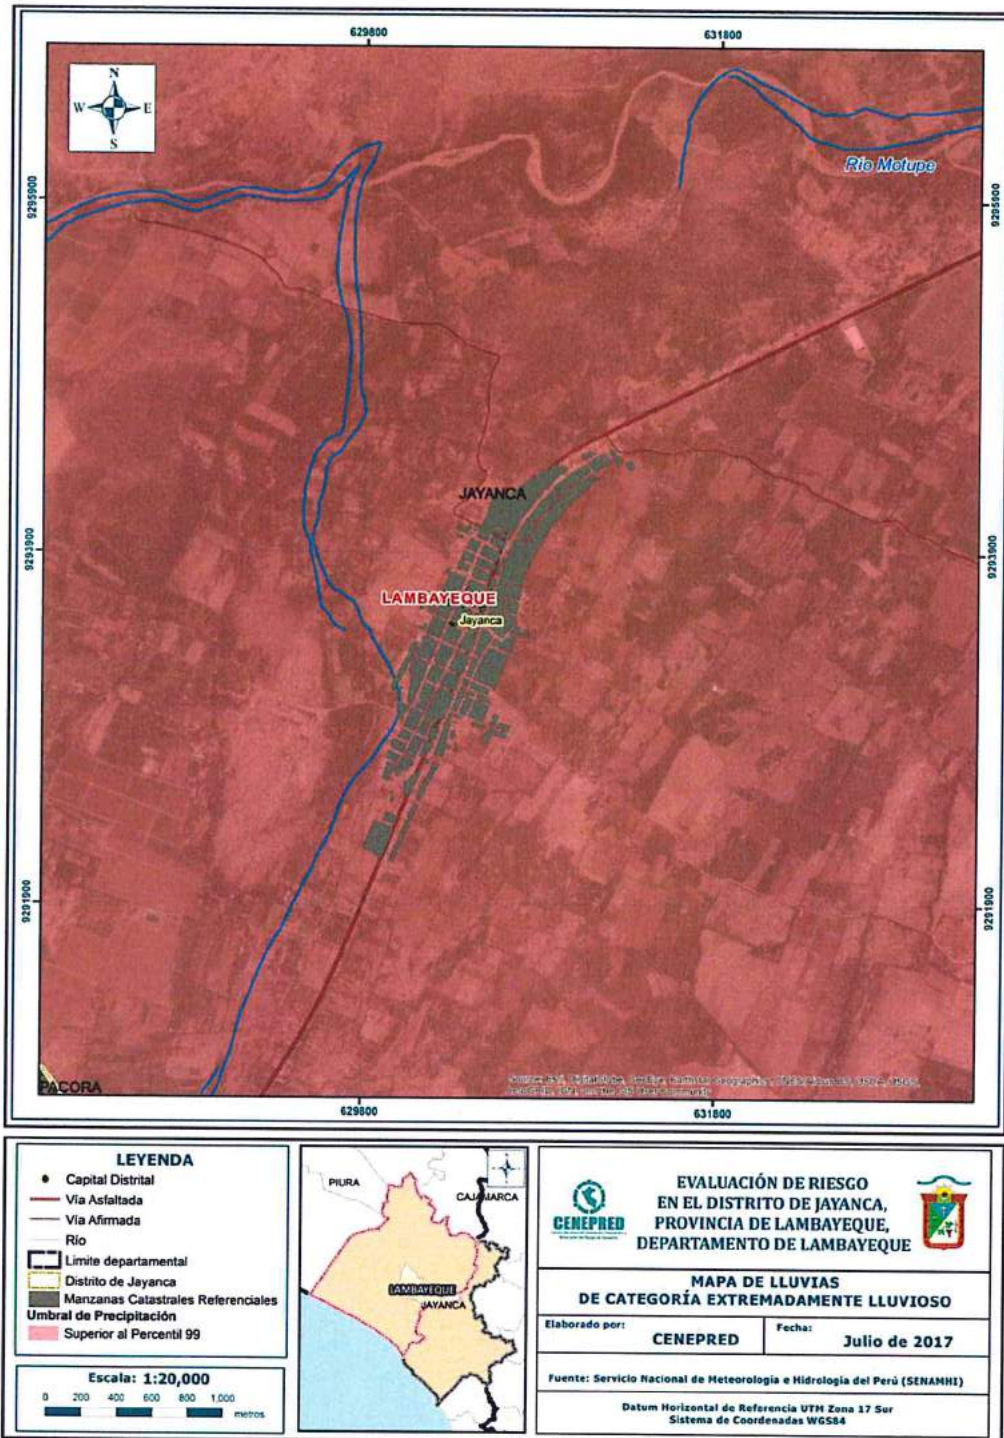 629800
631800
N
W
E
S
Río Motupe
9295900
9295900
JAYANCA
9293900
9293900
LAMBAYEQUE
Jayanca
9291900
9291900
PACORA
629800
631800
LEYENDA
Capital Distrital
Vía Asfaltada
Vía Afirmada
Río
Limite departamental
Distrito de Jayanca
Manzanas Catastrales Referenciales
Umbral de Precipitación
Superior al Percentil 99
Escala: 1:20,000
0 200 400 600 800 1,000
metros
PIURA
CAJAMARCA
LAMBAYEQUE
JAYANCA
CENEPRED
EVALUACIÓN DE RIESGO
EN EL DISTRITO DE JAYANCA,
PROVINCIA DE LAMBAYEQUE,
DEPARTAMENTO DE LAMBAYEQUE
MAPA DE LLUVIAS
DE CATEGORÍA EXTREMADAMENTE LLUVIOSO
Elaborado por:
CENEPRED
Fecha:
Julio de 2017
Fuente: Servicio Nacional de Meteorología e Hidrología del Perú (SENAMHI)
Datum Horizontal de Referencia UTM Zona 17 Sur
Sistema de Coordenadas WGS84